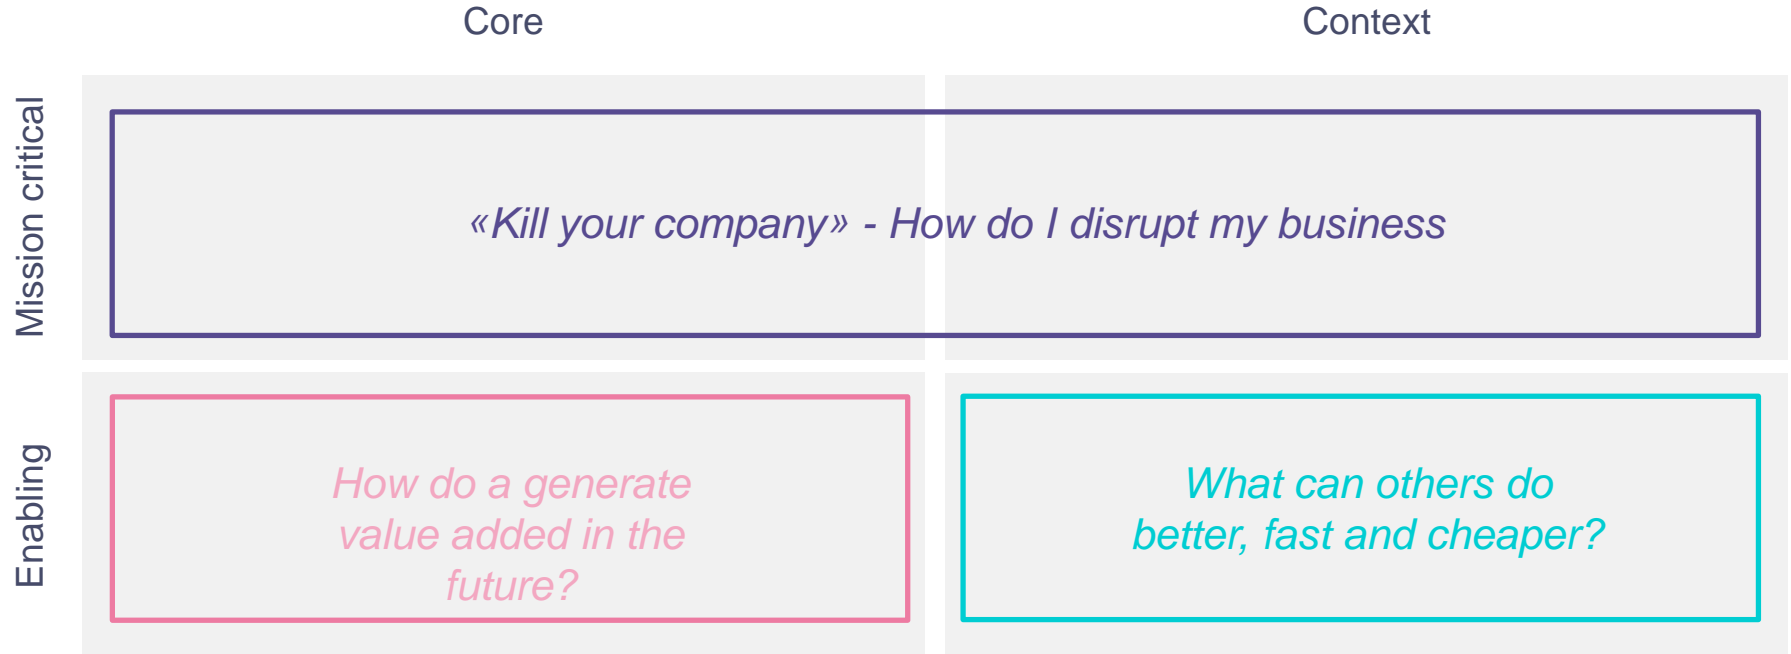 Core
Context
Mission critical
«Kill your company» - How do I disrupt my business
Enabling
How do a generate
value added in the
future?
What can others do
better, fast and cheaper?